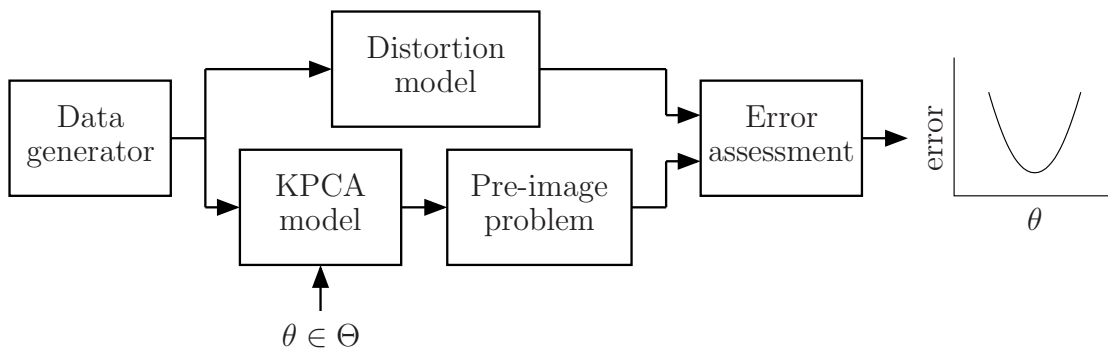 Distortion
model
Data
generator
KPCA
model
Pre-image
problem
Error
assessment
error
θ
θ ∈ Θ